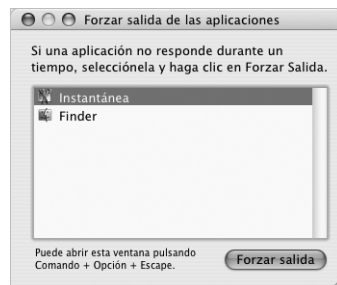 Forzar salida de las aplicaciones
Si una aplicación no responde durante un
tiempo, selecciónela y haga clic en Forzar Salida.
Instantánea
Finder
Puede abrir esta ventana pulsando
Comando + Opción + Escape.
Forzar salida